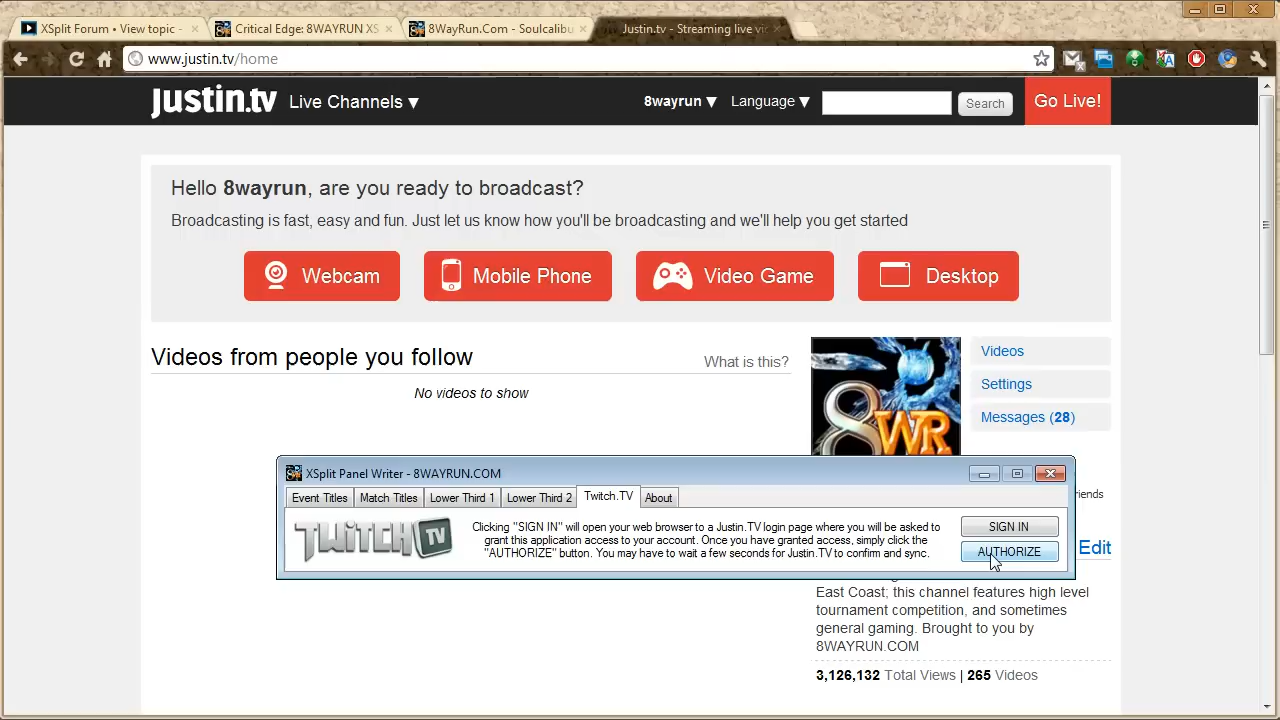 XSplit Forum • View topic -
Critical Edge: 8WAYRUN XS
8WayRun.Com - Soulcalibu
Justin.tv - Streaming live vid
www.justin.tv/home
justin.tv
Live Channels ▼
8wayrun ▼
Language ▼
Search
Go Live!
Hello 8wayrun, are you ready to broadcast?
Broadcasting is fast, easy and fun. Just let us know how you'll be broadcasting and we'll help you get started
Webcam
Mobile Phone
Video Game
Desktop
Videos from people you follow
What is this?
No videos to show
8WR
Videos
Settings
Messages (28)
XSplit Panel Writer - 8WAYRUN.COM
Event Titles
Match Titles
Lower Third 1
Lower Third 2
Twitch.TV
About
TWITCH TV
Clicking "SIGN IN" will open your web browser to a Justin.TV login page where you will be asked to
grant this application access to your account. Once you have granted access, simply click the
"AUTHORIZE" button. You may have to wait a few seconds for Justin.TV to confirm and sync.
SIGN IN
AUTHORIZE
riends
Edit
East Coast; this channel features high level
tournament competition, and sometimes
general gaming. Brought to you by
8WAYRUN.COM
3,126,132 Total Views | 265 Videos